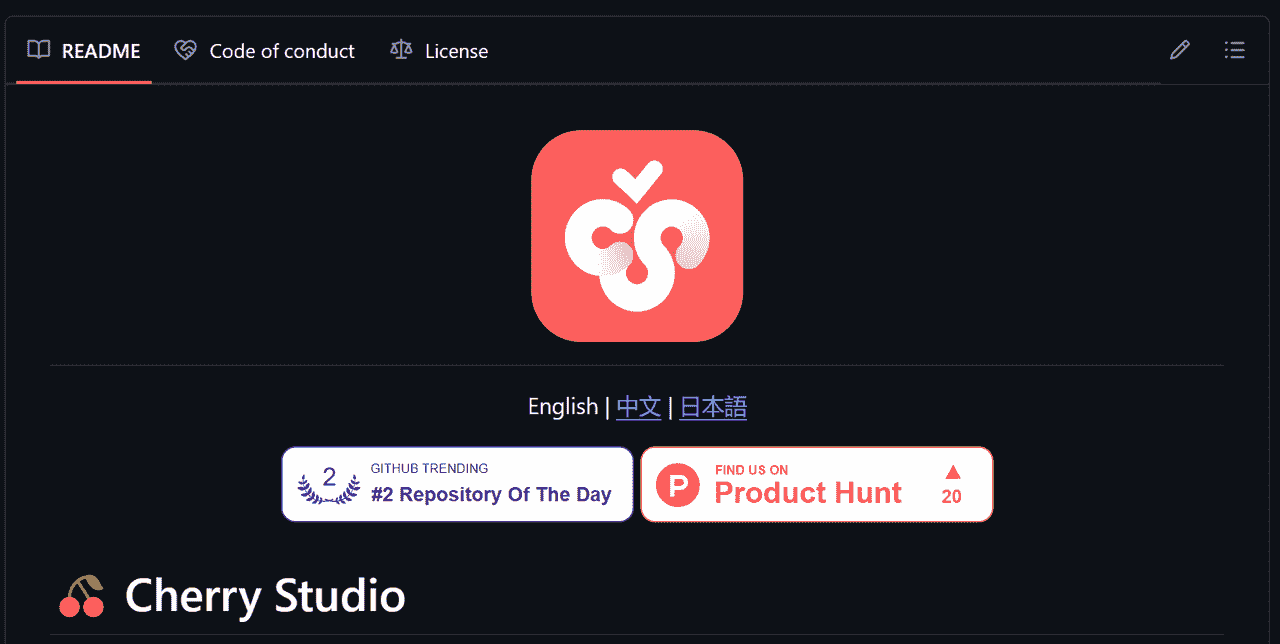 README Code of conduct License
English | 中文 | 日本語
2 GITHUB TRENDING
#2 Repository Of The Day
P FIND US ON
Product Hunt
20
Cherry Studio